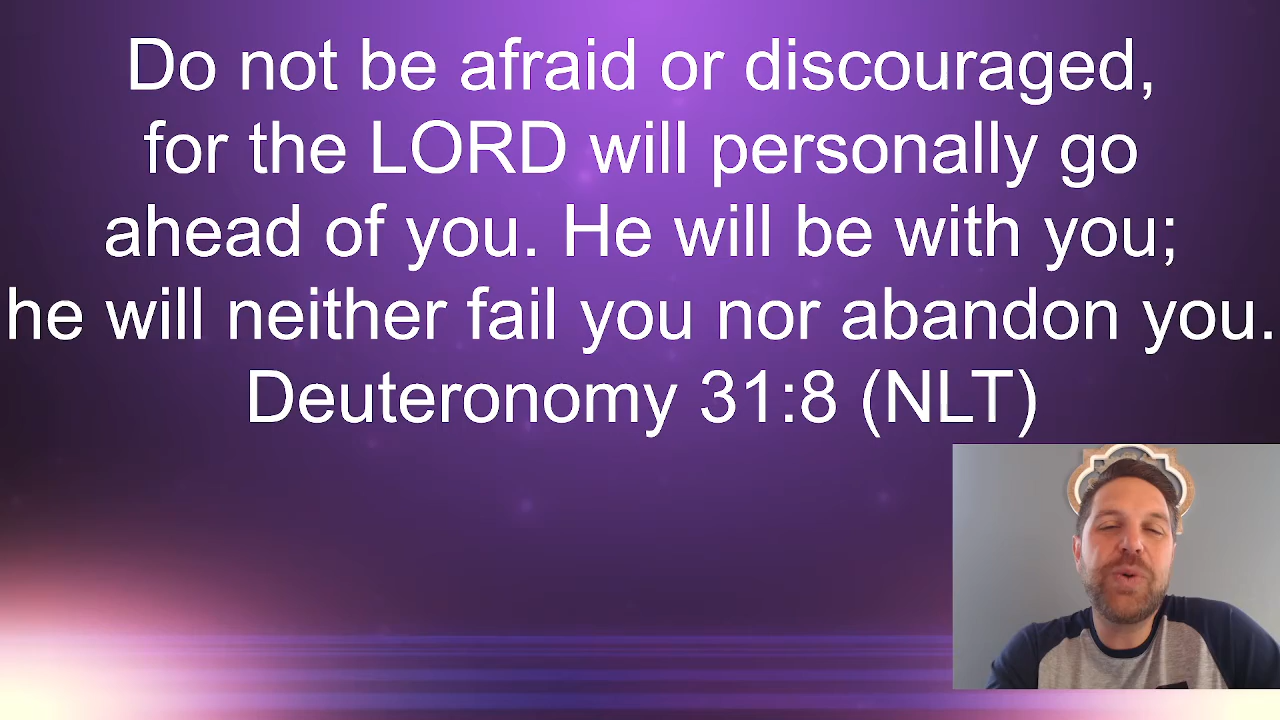 Do not be afraid or discouraged,
for the LORD will personally go
ahead of you. He will be with you;
he will neither fail you nor abandon you.
Deuteronomy 31:8 (NLT)